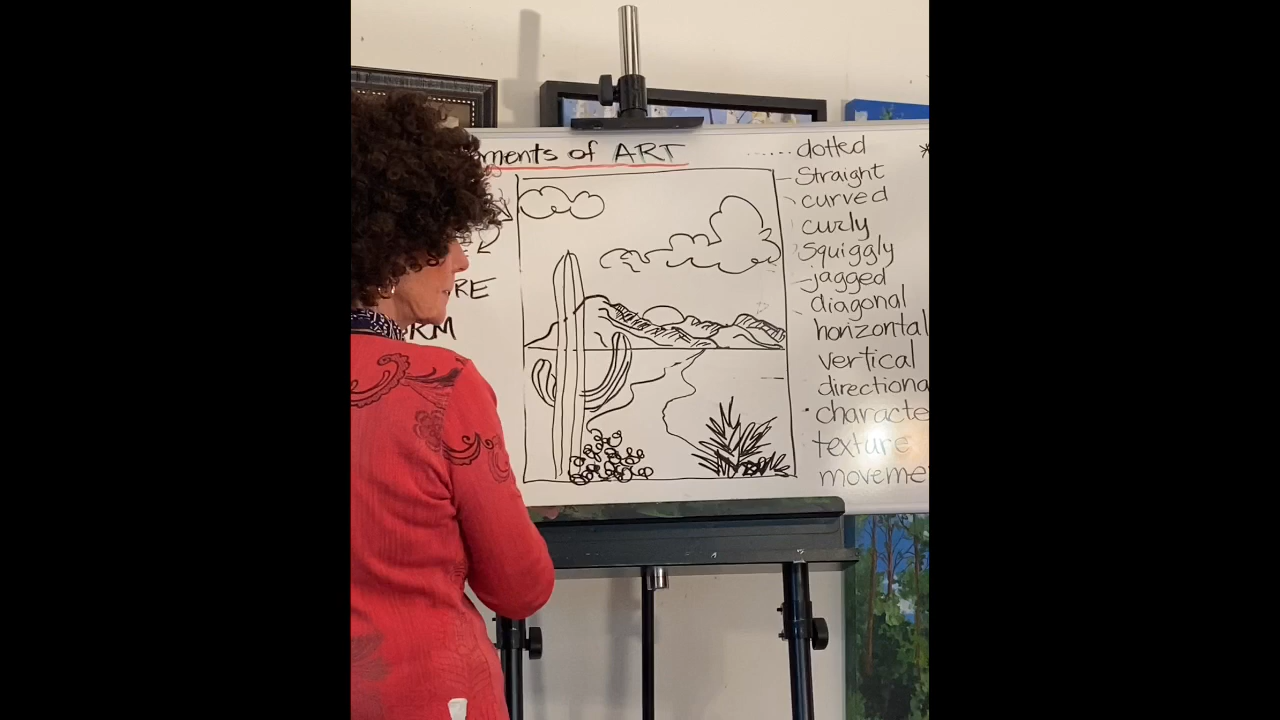 ments of ART
RE
RM
dotted
Straight
curved
curly
Squiggly
jagged
diagonal
horizontal
vertical
directiona
characte
texture
moveme